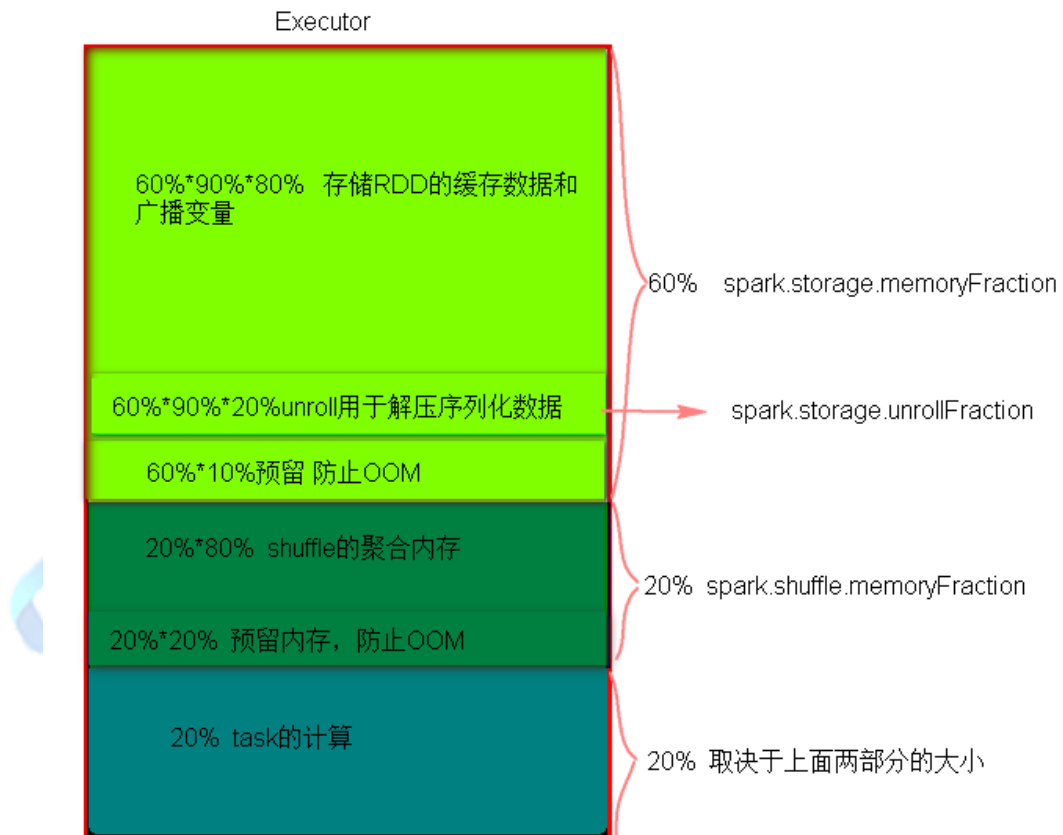 Executor
60%*90%*80% 存储RDD的缓存数据和
广播变量
60% spark.storage.memoryFraction
60%*90%*20%unroll用于解压序列化数据
spark.storage.unrollFraction
60%*10%预留 防止OOM
20%*80% shuffle的聚合内存
20% spark.shuffle.memoryFraction
20%*20% 预留内存，防止OOM
20% task的计算
20% 取决于上面两部分的大小